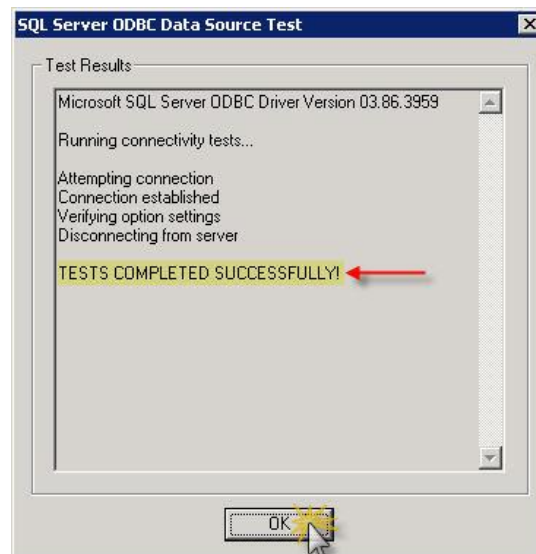 SQL Server ODBC Data Source Test
Test Results
Microsoft SQL Server ODBC Driver Version 03.86.3959
Running connectivity tests...
Attempting connection
Connection established
Verifying option settings
Disconnecting from server
TESTS COMPLETED SUCCESSFULLY!
OK